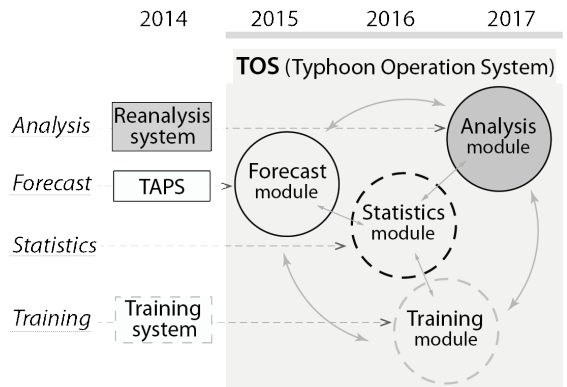 2014 2015 2016 2017
TOS (Typhoon Operation System)
Analysis
Reanalysis
system
Analysis
module
Forecast
TAPS
Forecast
module
Statistics
Statistics
module
Training
Training
system
Training
module